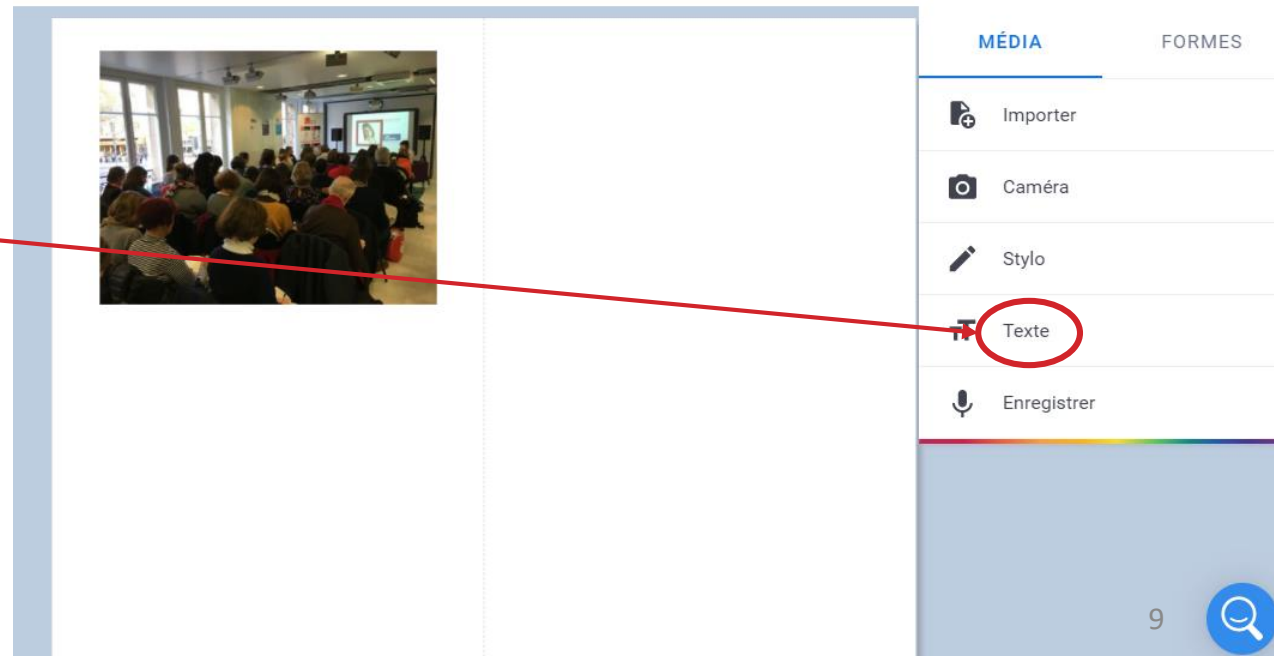 MÉDIA FORMES
Importer
Caméra
Stylo
Texte
Enregistrer
9